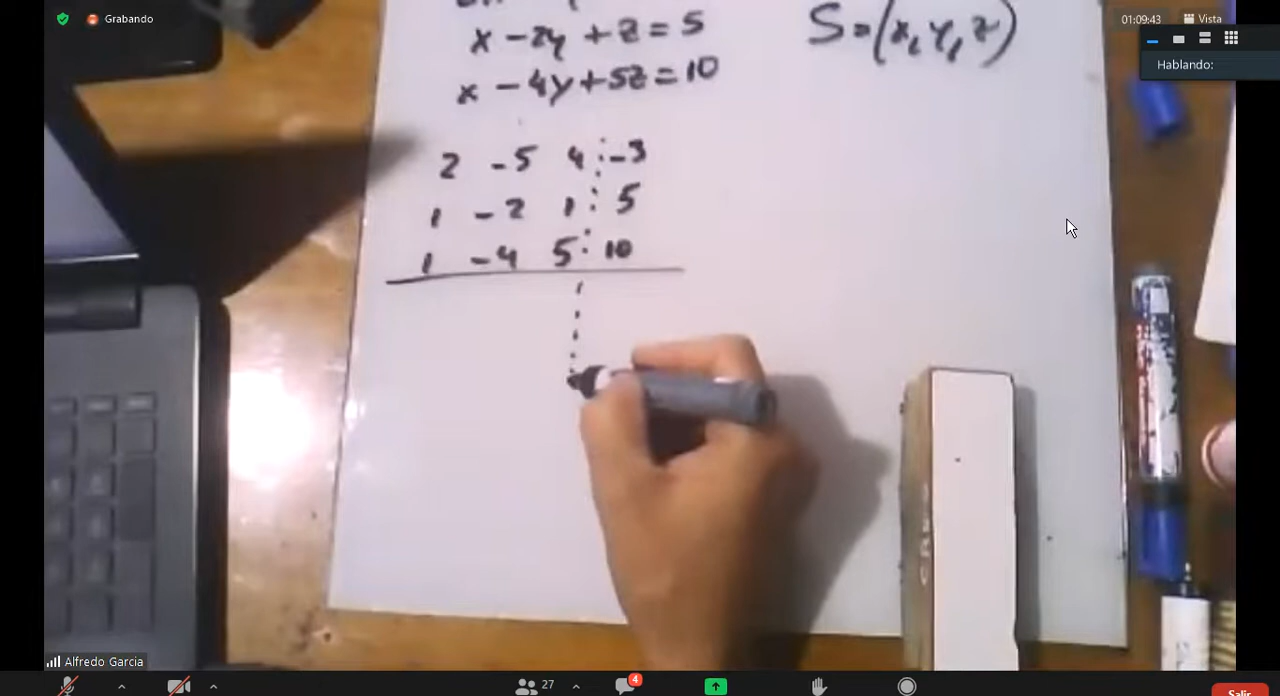 Grabando
01:09:43
Vista
Hablando:
x - 2y + z = 5
S = (x, y, z)
x - 4y + 5z = 10
2 -5 4 -3
1 -2 1 5
1 -4 5 10
Alfredo Garcia
27
4
Salir